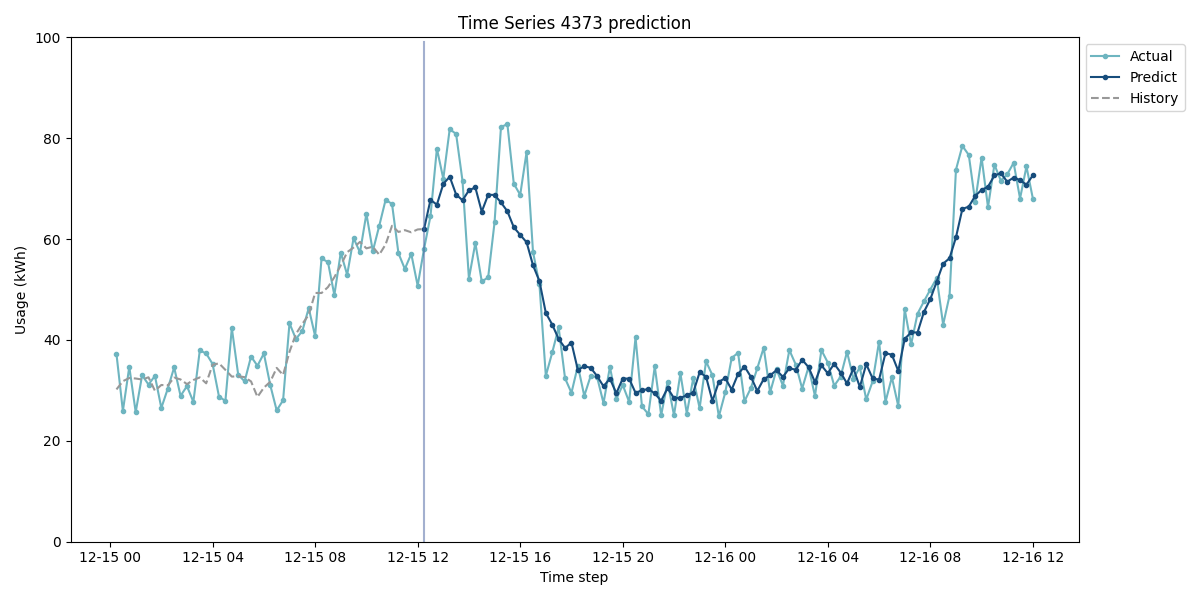 Time Series 4373 prediction
100
80
60
40
20
0
Usage (kWh)
12-15 00
12-15 04
12-15 08
12-15 12
12-15 16
12-15 20
12-16 00
12-16 04
12-16 08
12-16 12
Time step
Actual
Predict
History